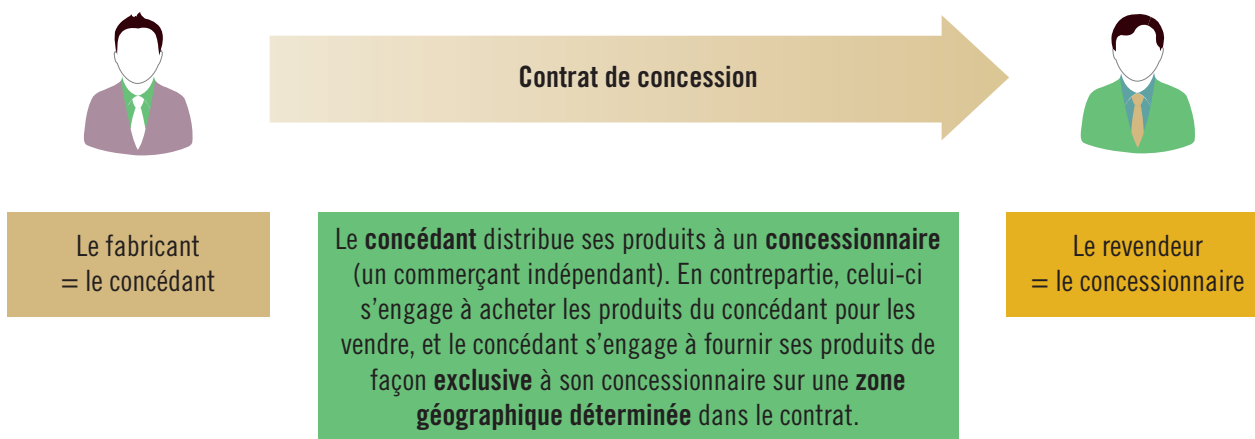 Contrat de concession
Le fabricant
= le concédant
Le concédant distribue ses produits à un concessionnaire
(un commerçant indépendant). En contrepartie, celui-ci
s’engage à acheter les produits du concédant pour les
vendre, et le concédant s’engage à fournir ses produits de
façon exclusive à son concessionnaire sur une zone
géographique déterminée dans le contrat.
Le revendeur
= le concessionnaire